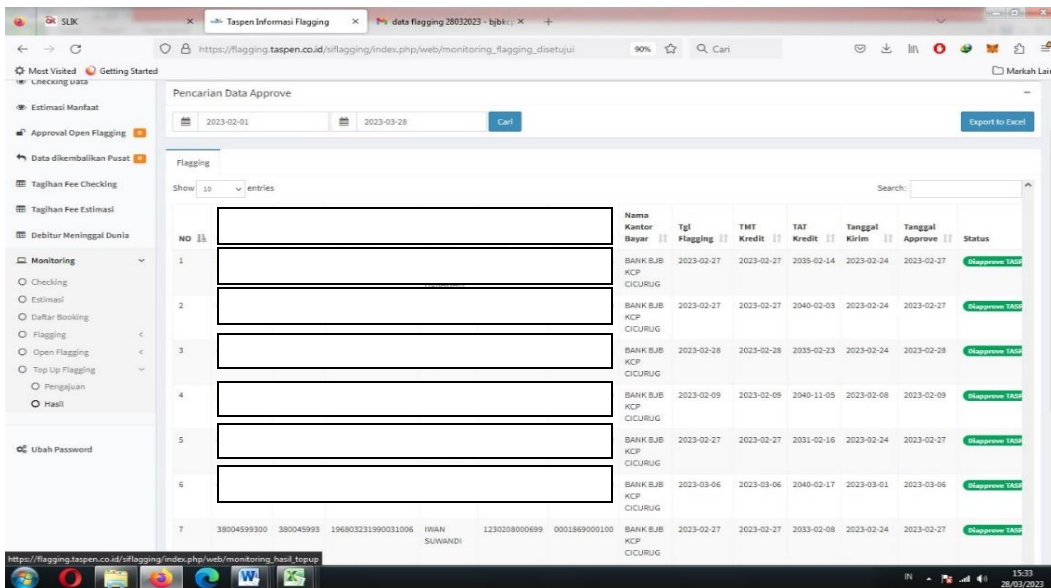 SLIK
Taspen Informasi Flagging
data flagging 28032023 - bjbkcp
https://flagging.taspen.co.id/siflagging/index.php/web/monitoring_flagging_disetujui
90%
Cari
Most Visited
Getting Started
Markah Lai
Checking Data
Estimasi Manfaat
Approval Open Flagging
Data dikembalikan Pusat
Tagihan Fee Checking
Tagihan Fee Estimasi
Debitur Meninggal Dunia
Monitoring
Checking
Estimasi
Daftar Booking
Flagging
Open Flagging
Top Up Flagging
Pengajuan
Hasil
Ubah Password
Pencarian Data Approve
2023-02-01 2023-03-28 Cari Export to Excel
Flagging
Show 10 entries Search:
NO Nama Kantor Bayar Tgl Flagging TMT Kredit TAT Kredit Tanggal Kirim Tanggal Approve Status
1 BANK BJB KCP CICURUG 2023-02-27 2023-02-27 2035-02-14 2023-02-24 2023-02-27 Diapprove TASP
2 BANK BJB KCP CICURUG 2023-02-27 2023-02-27 2040-02-03 2023-02-24 2023-02-27 Diapprove TASP
3 BANK BJB KCP CICURUG 2023-02-28 2023-02-28 2035-02-23 2023-02-24 2023-02-28 Diapprove TASP
4 BANK BJB KCP CICURUG 2023-02-09 2023-02-09 2040-11-05 2023-02-08 2023-02-09 Diapprove TASP
5 BANK BJB KCP CICURUG 2023-02-27 2023-02-27 2031-02-16 2023-02-24 2023-02-27 Diapprove TASP
6 BANK BJB KCP CICURUG 2023-03-06 2023-03-06 2040-02-17 2023-03-01 2023-03-06 Diapprove TASP
7 38004599300 380045993 196803231990031006 IWAN SUWANDI 1230208000699 0001869000100 BANK BJB KCP CICURUG 2023-02-27 2023-02-27 2033-02-08 2023-02-24 2023-02-27 Diapprove TASP
https://flagging.taspen.co.id/siflagging/index.php/web/monitoring_hasil_topup
IN
15:33
28/03/2023